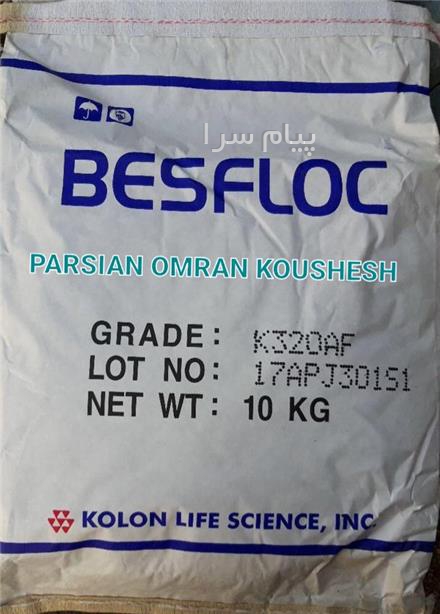 پیام سرا
BESFLOC
PARSIAN OMRAN KOUSHESH
GRADE: K320AF
LOT NO: 17APJ30151
NET WT: 10 KG
KOLON LIFE SCIENCE, INC.